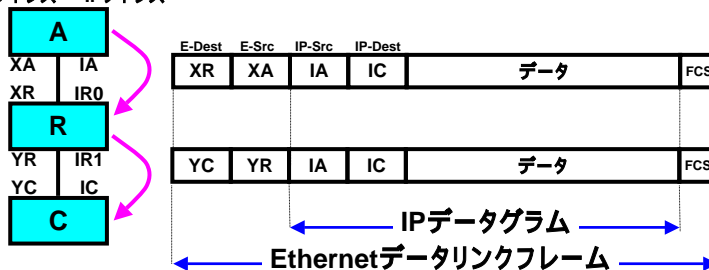 A
XA IA
XR IR0
R
YR IR1
YC IC
C
E-Dest E-Src IP-Src IP-Dest
XR XA IA IC データ FCS
YC YR IA IC データ FCS
IPデータグラム
Ethernetデータリンクフレーム